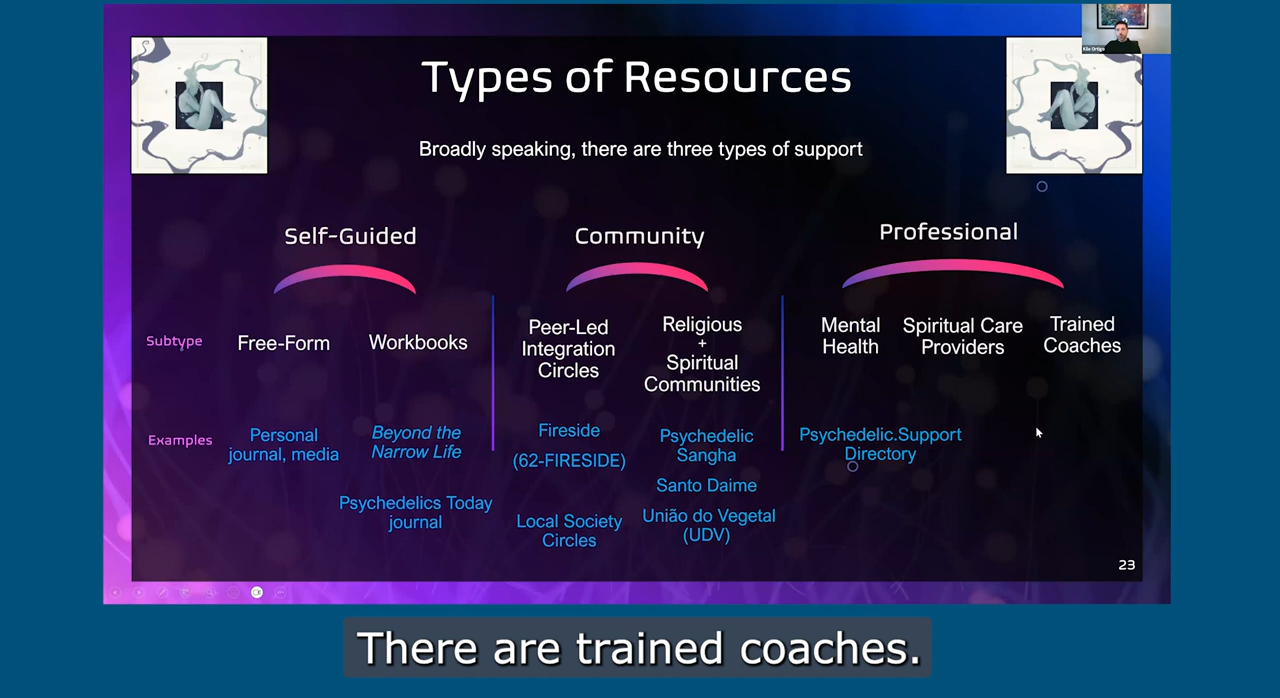 Kile Ortigo
Types of Resources
Broadly speaking, there are three types of support
Self-Guided
Community
Professional
Subtype
Free-Form
Workbooks
Peer-Led
Integration
Circles
Religious
+
Spiritual
Communities
Mental
Health
Spiritual Care
Providers
Trained
Coaches
Examples
Personal
journal, media
Beyond the
Narrow Life
Psychedelics Today
journal
Fireside
(62-FIRESIDE)
Local Society
Circles
Psychedelic
Sangha
Santo Daime
União do Vegetal
(UDV)
Psychedelic.Support
Directory
23
There are trained coaches.